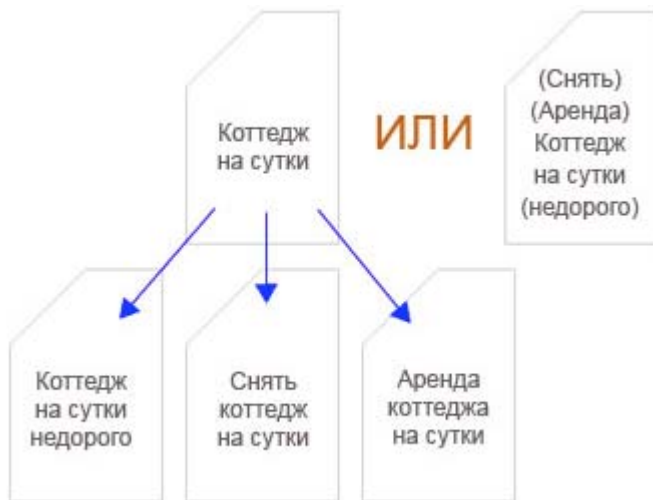 Коттедж
на сутки
ИЛИ
(Снять)
(Аренда)
Коттедж
на сутки
(недорого)
Коттедж
на сутки
недорого
Снять
коттедж
на сутки
Аренда
коттеджа
на сутки